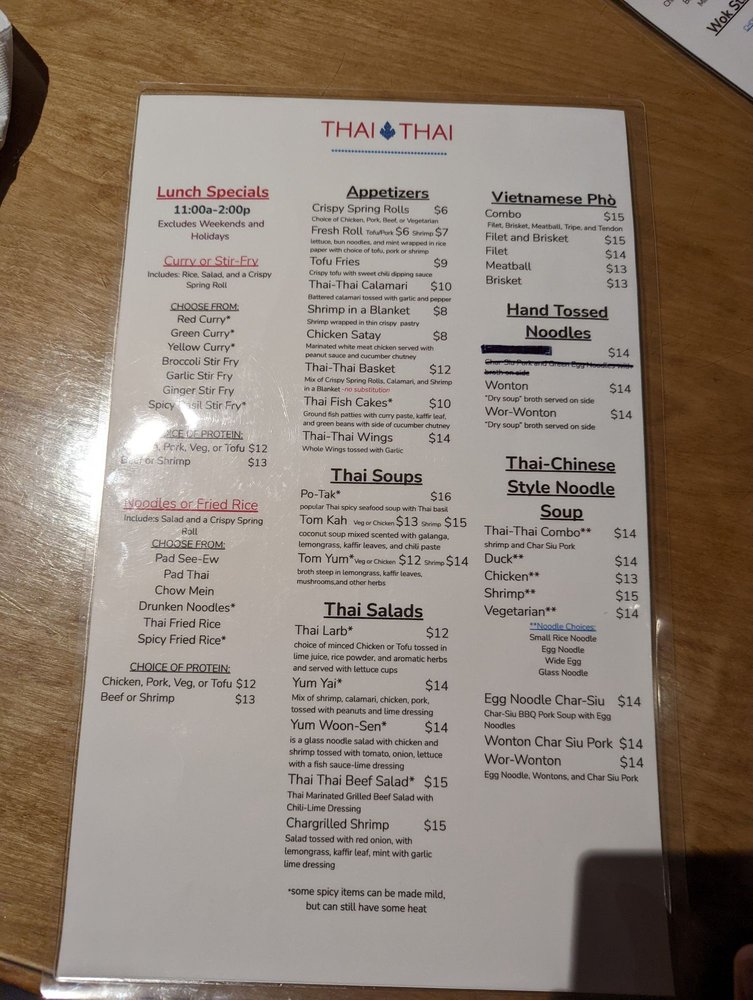 Wok St
THAI THAI
Lunch Specials
11:00a-2:00p
Excludes Weekends and
Holidays
Curry or Stir-Fry
Includes: Rice, Salad, and a Crispy
Spring Roll
CHOOSE FROM:
Red Curry*
Green Curry*
Yellow Curry*
Broccoli Stir Fry
Garlic Stir Fry
Ginger Stir Fry
Spicy Basil Stir Fry*
OF PROTEIN:
Pork, Veg, or Tofu $12
Beef or Shrimp $13
Noodles or Fried Rice
Includes Salad and a Crispy Spring
Roll
CHOOSE FROM:
Pad See-Ew
Pad Thai
Chow Mein
Drunken Noodles*
Thai Fried Rice
Spicy Fried Rice*
CHOICE OF PROTEIN:
Chicken, Pork, Veg, or Tofu $12
Beef or Shrimp $13
Appetizers
Crispy Spring Rolls $6
Choice of Chicken, Pork, Beef, or Vegetarian
Fresh Roll Tofu/Pork $6 Shrimp $7
lettuce, bun noodles, and mint wrapped in rice
paper with choice of tofu, pork or shrimp
Tofu Fries $9
Crispy tofu with sweet chili dipping sauce
Thai-Thai Calamari $10
Battered calamari tossed with garlic and pepper
Shrimp in a Blanket $8
Shrimp wrapped in thin crispy pastry
Chicken Satay $8
Marinated white meat chicken served with
peanut sauce and cucumber chutney
Thai-Thai Basket $12
Mix of Crispy Spring Rolls, Calamari, and Shrimp
in a Blanket -no substitution
Thai Fish Cakes* $10
Ground fish patties with curry paste, kaffir leaf,
and green beans with side of cucumber chutney
Thai-Thai Wings $14
Whole Wings tossed with Garlic
Thai Soups
Po-Tak* $16
popular Thai spicy seafood soup with Thai basil
Tom Kah Veg or Chicken $13 Shrimp $15
coconut soup mixed scented with galanga,
lemongrass, kaffir leaves, and chili paste
Tom Yum* Veg or Chicken $12 Shrimp $14
broth steep in lemongrass, kaffir leaves,
mushrooms,and other herbs
Thai Salads
Thai Larb* $12
choice of minced Chicken or Tofu tossed in
lime juice, rice powder, and aromatic herbs
and served with lettuce cups
Yum Yai* $14
Mix of shrimp, calamari, chicken, pork,
tossed with peanuts and lime dressing
Yum Woon-Sen* $14
is a glass noodle salad with chicken and
shrimp tossed with tomato, onion, lettuce
with a fish sauce-lime dressing
Thai Thai Beef Salad* $15
Thai Marinated Grilled Beef Salad with
Chili-Lime Dressing
Chargrilled Shrimp $15
Salad tossed with red onion, with
lemongrass, kaffir leaf, mint with garlic
lime dressing
*some spicy items can be made mild,
but can still have some heat
Vietnamese Phò
Combo $15
Filet, Brisket, Meatball, Tripe, and Tendon
Filet and Brisket $15
Filet $14
Meatball $13
Brisket $13
Hand Tossed
Noodles
$14
Char-Siu Pork and Green Egg Noodles with
broth on side
Wonton $14
"Dry soup" broth served on side
Wor-Wonton $14
"Dry soup" broth served on side
Thai-Chinese
Style Noodle
Soup
Thai-Thai Combo** $14
shrimp and Char Siu Pork
Duck** $14
Chicken** $13
Shrimp** $15
Vegetarian** $14
**Noodle Choices:
Small Rice Noodle
Egg Noodle
Wide Egg
Glass Noodle
Egg Noodle Char-Siu $14
Char-Siu BBQ Pork Soup with Egg
Noodles
Wonton Char Siu Pork $14
Wor-Wonton $14
Egg Noodle, Wontons, and Char Siu Pork